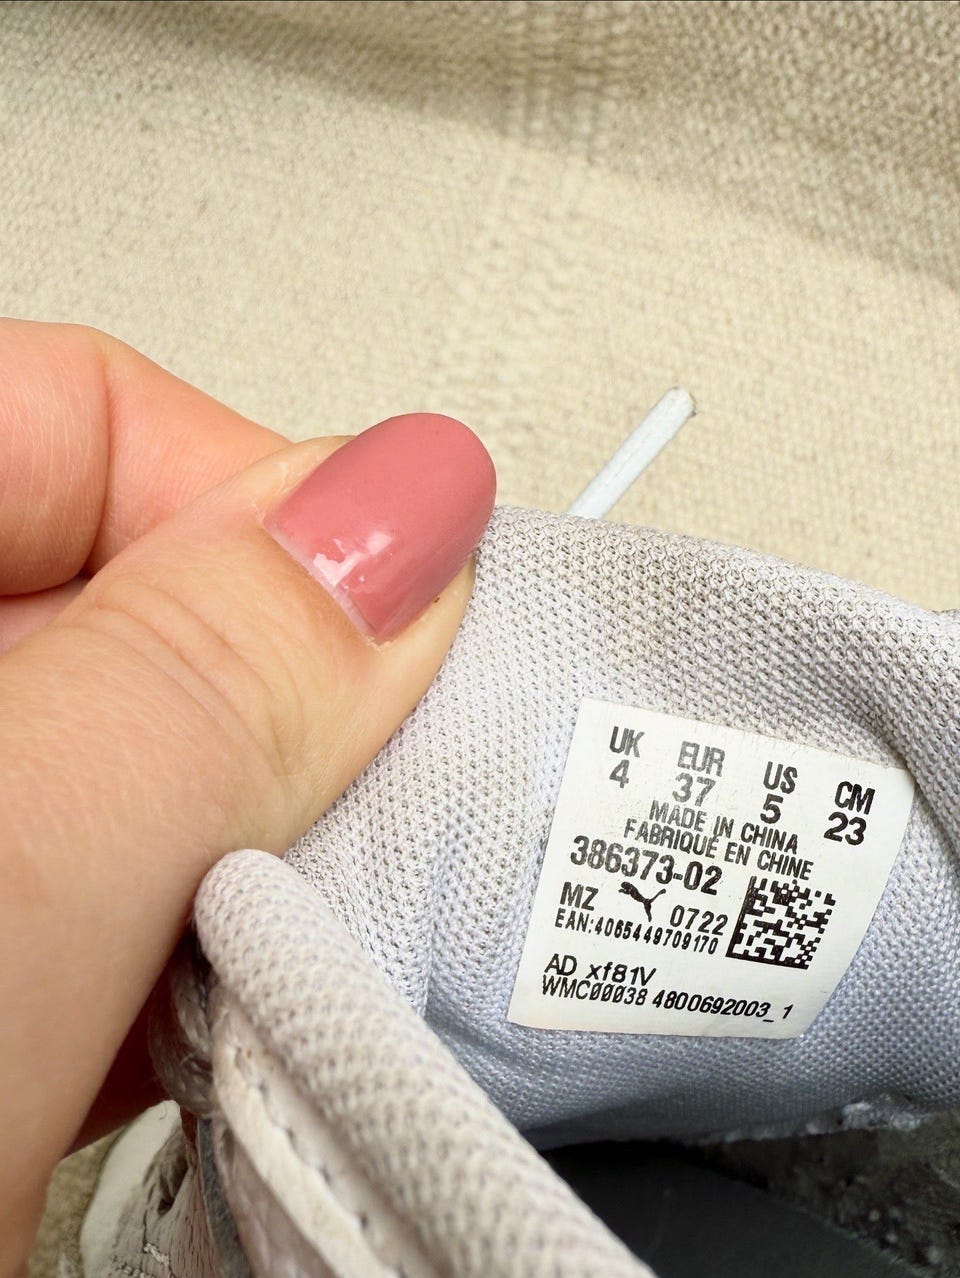 UK EUR US CM
4 37 5 23
MADE IN CHINA
FABRIQUÉ EN CHINE
386373-02
MZ 0722
EAN:4065449709170
AD xf81V
WMC00038 4800692003_1